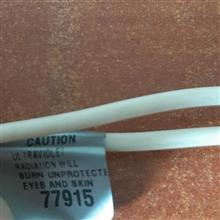 CAUTION
ULTRAVIOLET
RADIATION WILL
BURN UNPROTECTE
EYES AND SKIN
77915